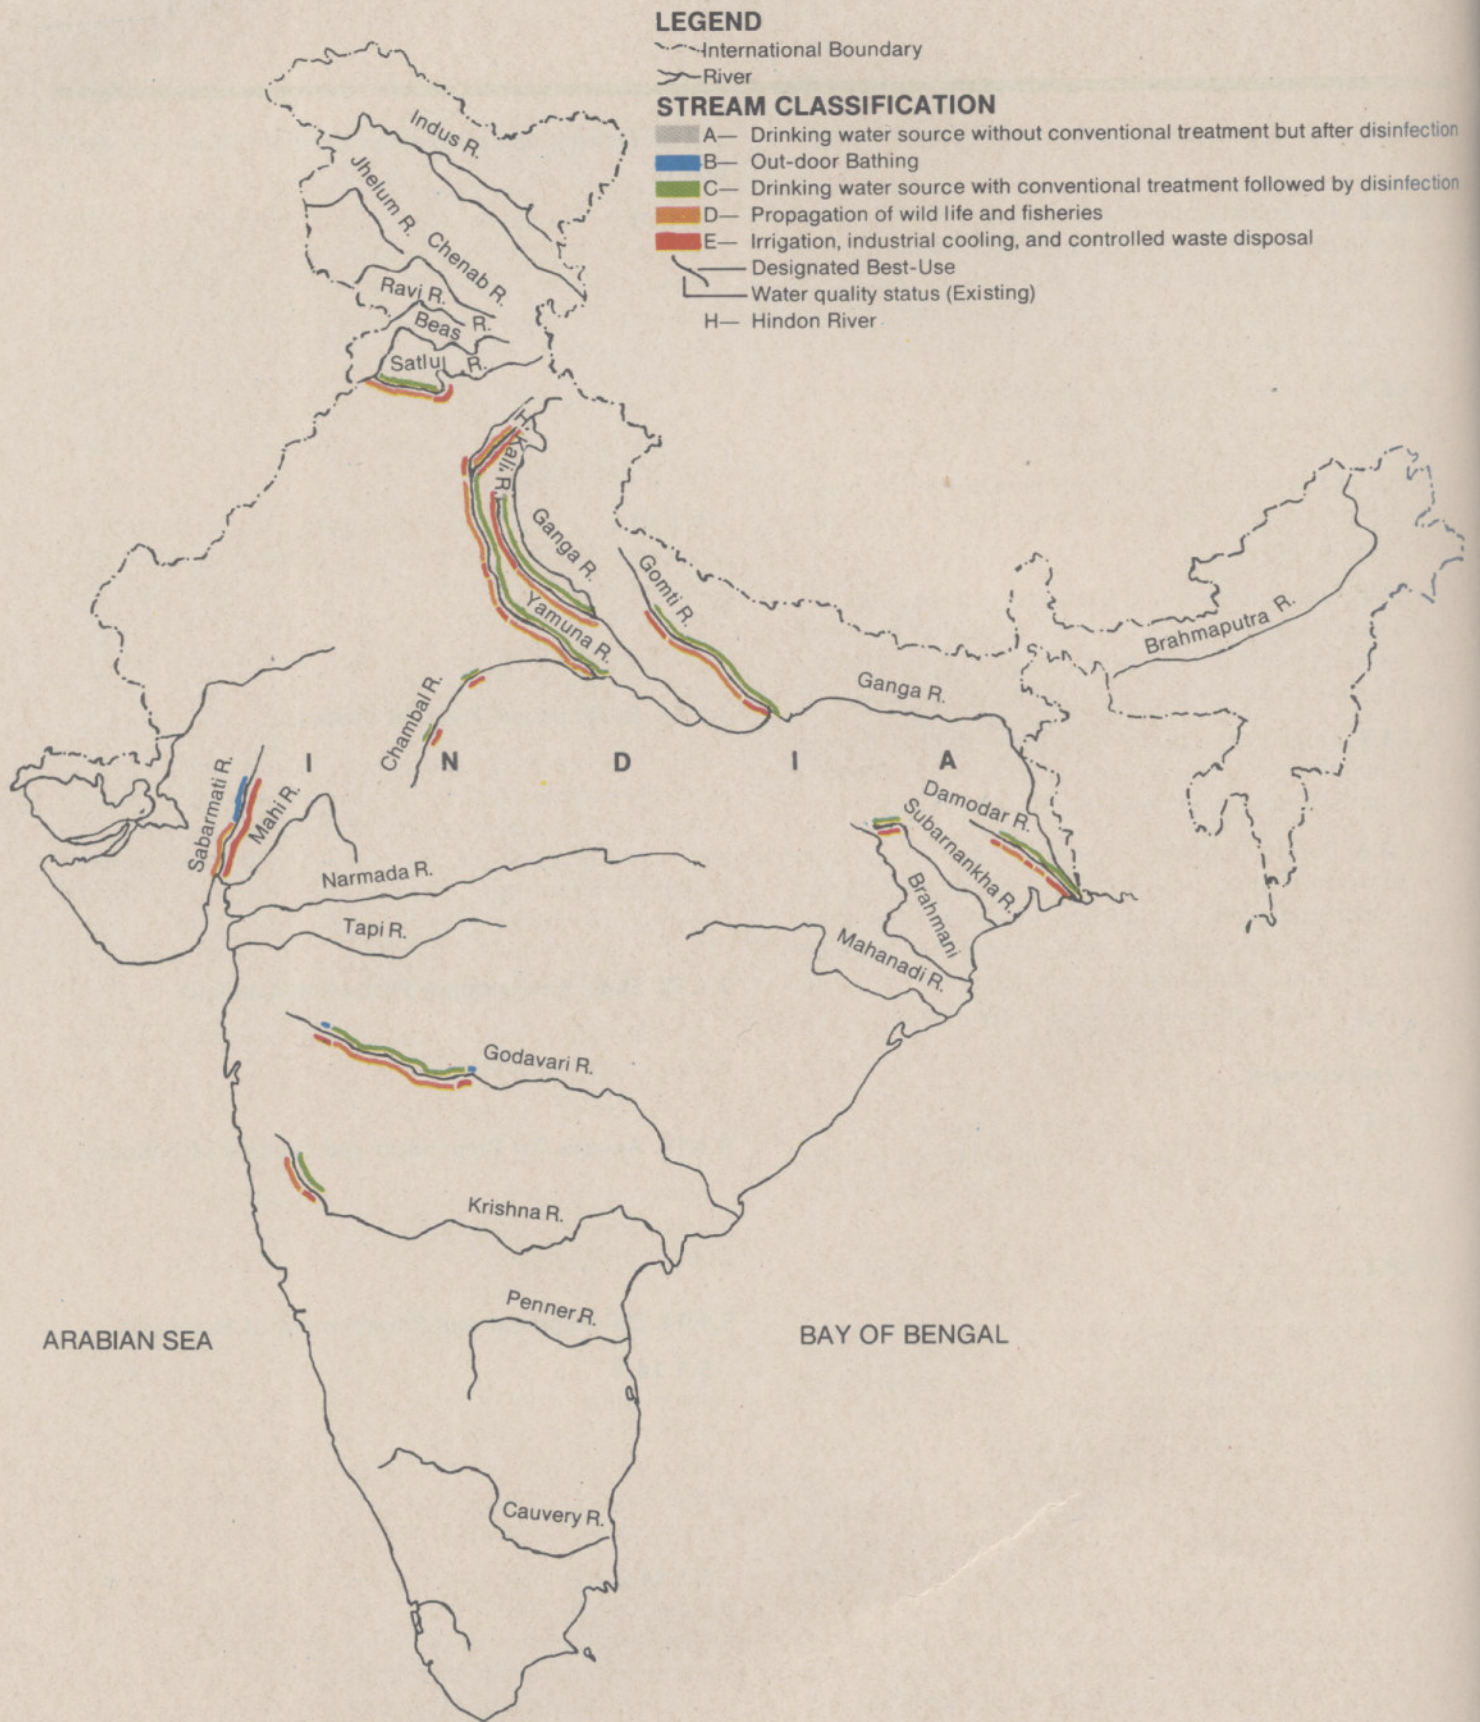 LEGEND
International Boundary
River
STREAM CLASSIFICATION
A— Drinking water source without conventional treatment but after disinfection
B— Out-door Bathing
C— Drinking water source with conventional treatment followed by disinfection
D— Propagation of wild life and fisheries
E— Irrigation, industrial cooling, and controlled waste disposal
Designated Best-Use
Water quality status (Existing)
H— Hindon River
Indus R.
Jhelum R.
Chenab R.
Ravi R.
Beas R.
Satlul R.
H.
Kali. R.
Ganga R.
Gomti R.
Yamuna R.
Brahmaputra R.
Ganga R.
Chambal R.
I N D I A
Sabarmati R.
Mahi R.
Damodar R.
Subarnankha R.
Brahmani
Narmada R.
Tapi R.
Mahanadi R.
Godavari R.
Krishna R.
Penner R.
ARABIAN SEA
BAY OF BENGAL
Cauvery R.